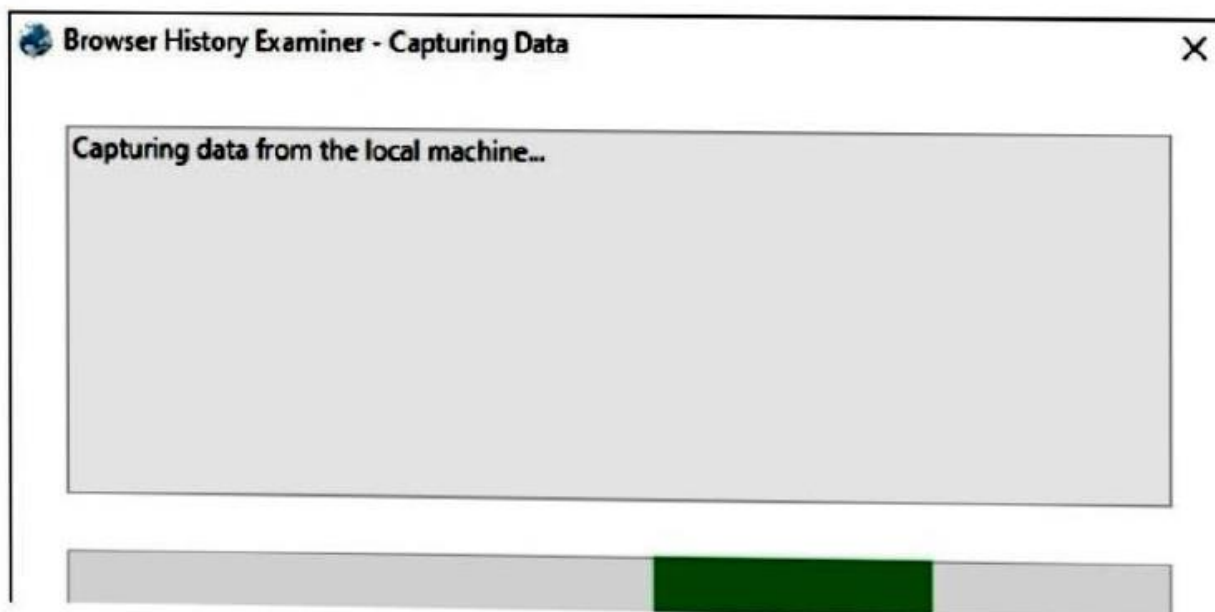 Browser History Examiner - Capturing Data
Capturing data from the local machine...